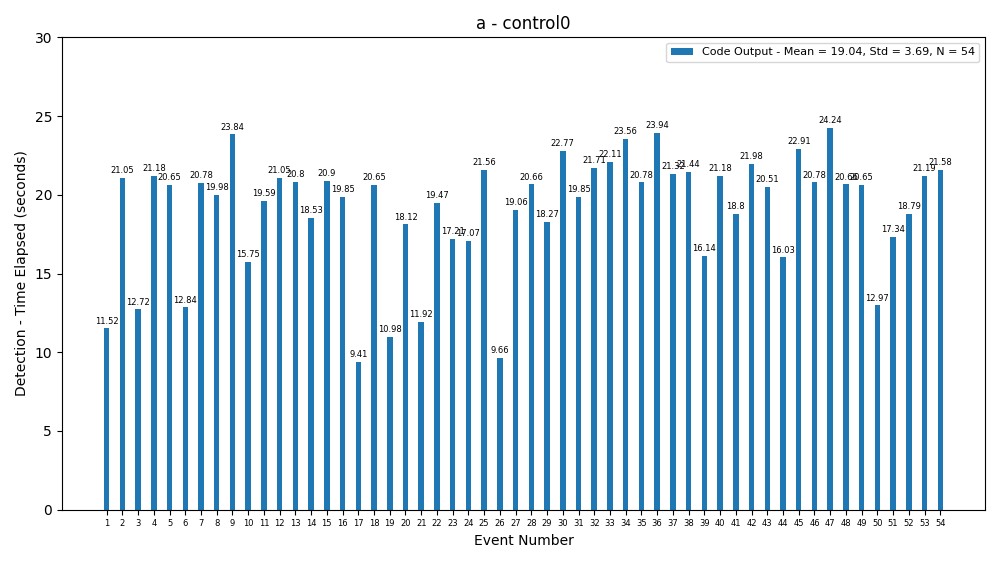 a - control0
Code Output - Mean = 19.04, Std = 3.69, N = 54
Detection - Time Elapsed (seconds)
30
25
20
15
10
5
0
11.52 21.05 12.72 21.18 20.65 12.84 20.78 19.98 23.84 15.75 19.59 21.05 20.8 18.53 20.9 19.85 9.41 20.65 10.98 18.12 11.92 19.47 17.21 17.07 21.56 9.66 19.06 20.66 18.27 22.77 19.85 21.71 22.11 23.56 20.78 23.94 21.32 21.44 16.14 21.18 18.8 21.98 20.51 16.03 22.91 20.78 24.24 20.65 12.97 17.34 18.79 21.19 21.58
1 2 3 4 5 6 7 8 9 10 11 12 13 14 15 16 17 18 19 20 21 22 23 24 25 26 27 28 29 30 31 32 33 34 35 36 37 38 39 40 41 42 43 44 45 46 47 48 49 50 51 52 53 54
Event Number